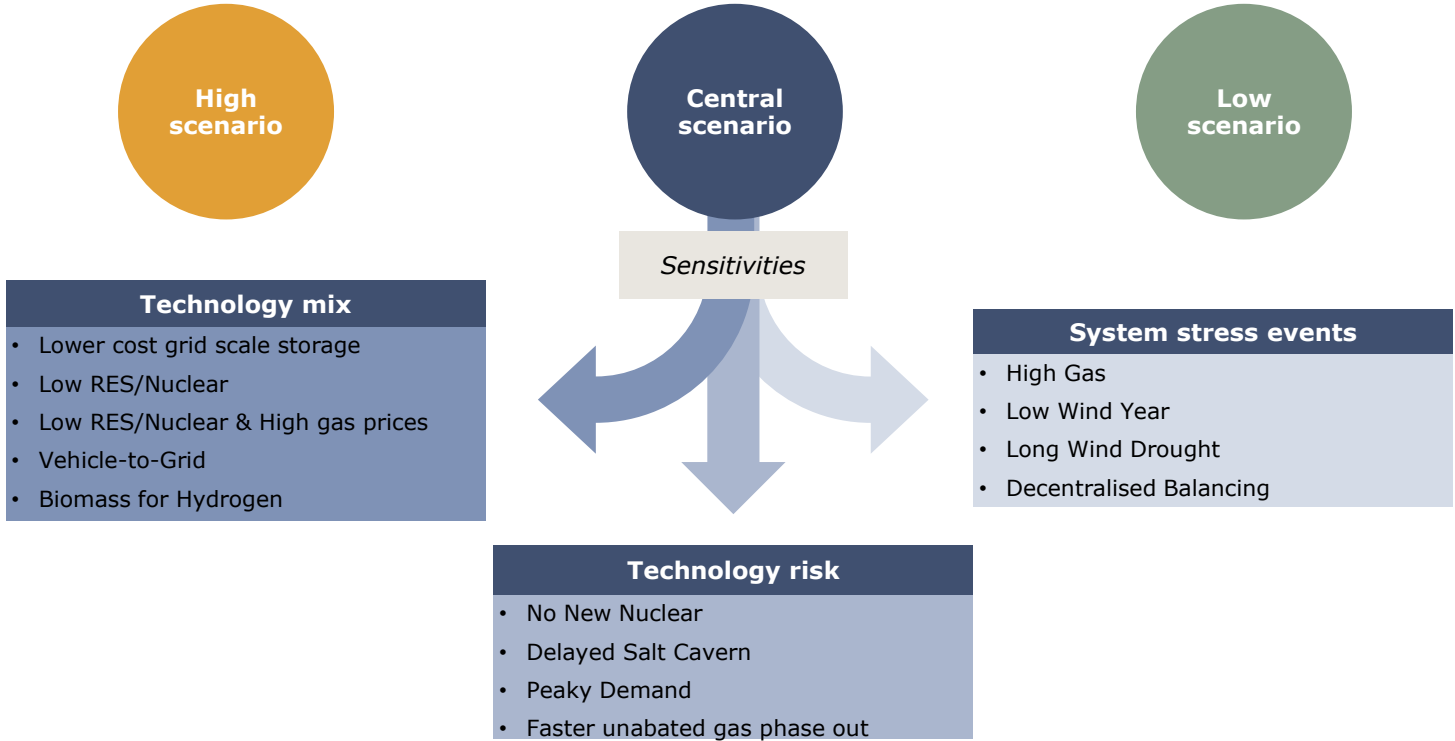 High
scenario
Central
scenario
Low
scenario
Sensitivities
Technology mix
• Lower cost grid scale storage
• Low RES/Nuclear
• Low RES/Nuclear & High gas prices
• Vehicle-to-Grid
• Biomass for Hydrogen
System stress events
• High Gas
• Low Wind Year
• Long Wind Drought
• Decentralised Balancing
Technology risk
• No New Nuclear
• Delayed Salt Cavern
• Peaky Demand
• Faster unabated gas phase out